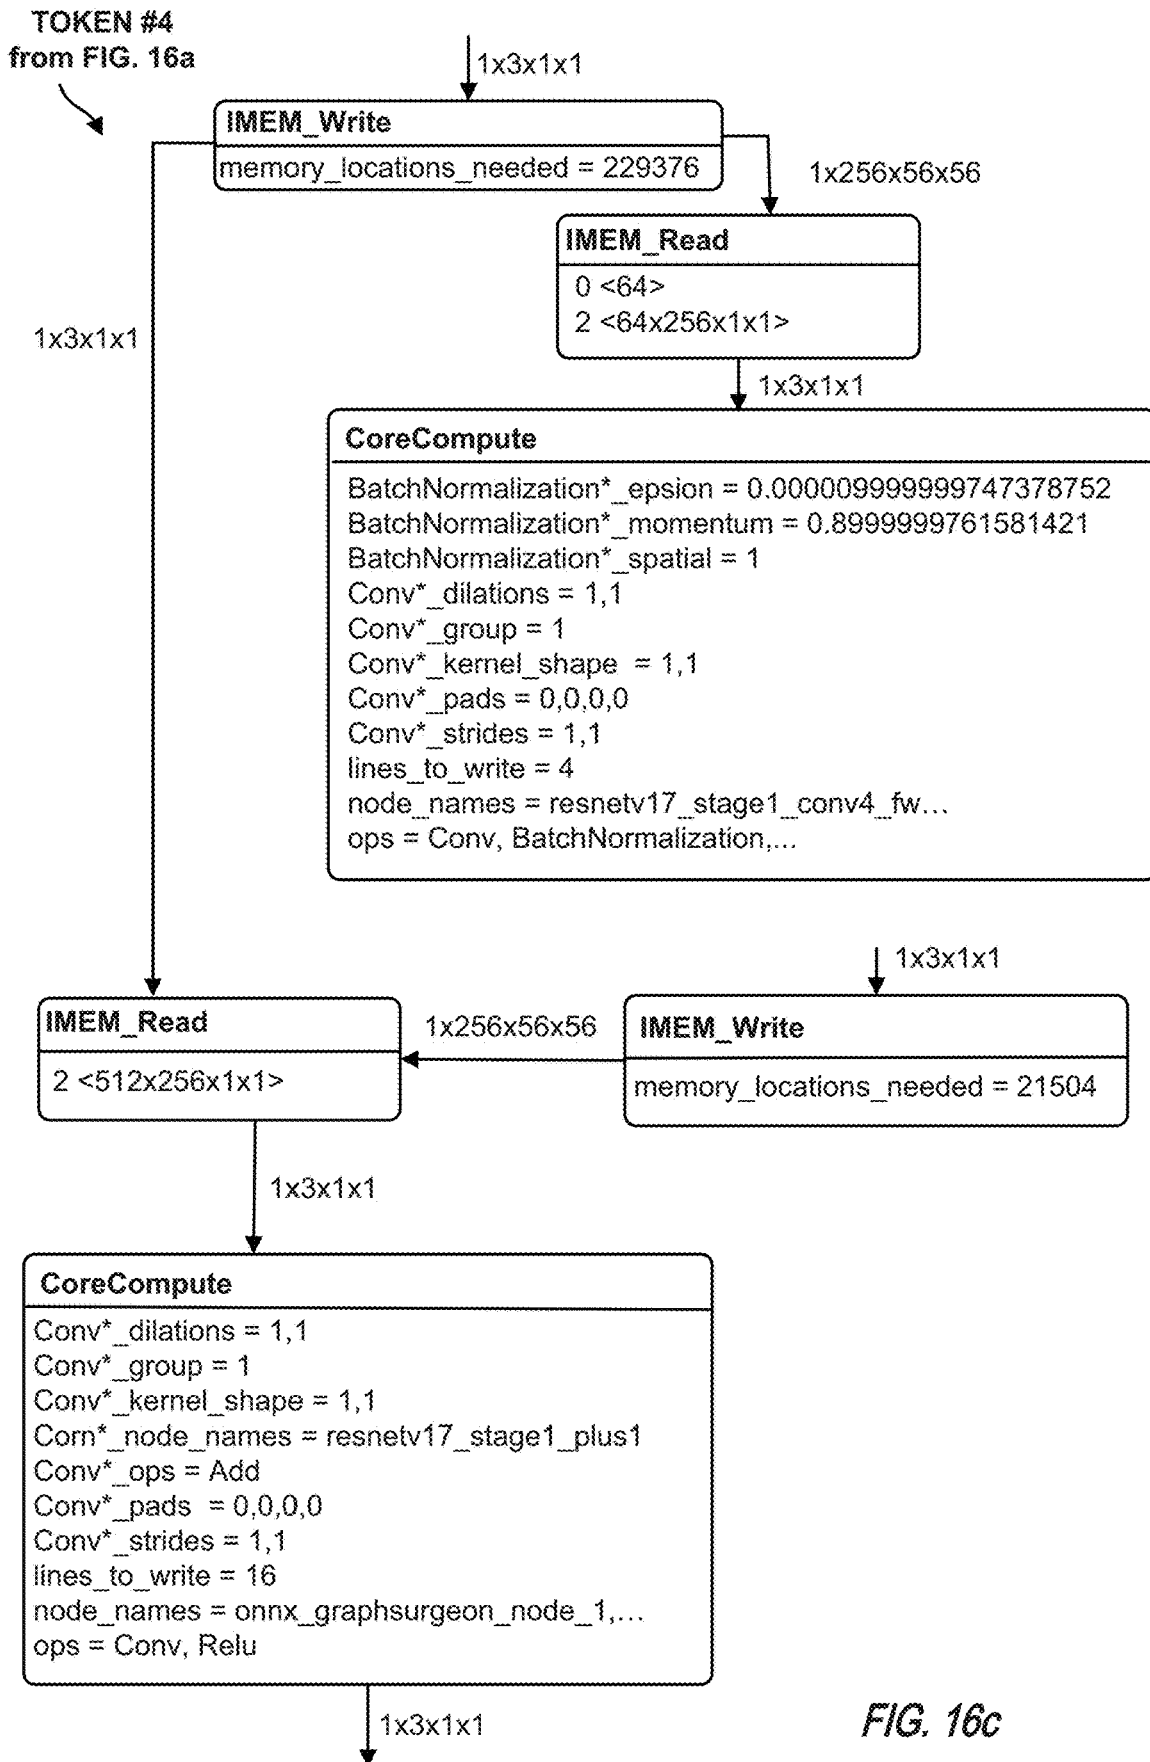 TOKEN #4
from FIG. 16a
1x3x1x1
IMEM_Write
memory_locations_needed = 229376
1x256x56x56
IMEM_Read
0 <64>
2 <64x256x1x1>
1x3x1x1
1x3x1x1
CoreCompute
BatchNormalization*_epsion = 0.000009999999747378752
BatchNormalization*_momentum = 0.8999999761581421
BatchNormalization*_spatial = 1
Conv*_dilations = 1,1
Conv*_group = 1
Conv*_kernel_shape = 1,1
Conv*_pads = 0,0,0,0
Conv*_strides = 1,1
lines_to_write = 4
node_names = resnetv17_stage1_conv4_fw...
ops = Conv, BatchNormalization,...
1x3x1x1
IMEM_Read
2 <512x256x1x1>
1x256x56x56
IMEM_Write
memory_locations_needed = 21504
1x3x1x1
CoreCompute
Conv*_dilations = 1,1
Conv*_group = 1
Conv*_kernel_shape = 1,1
Corn*_node_names = resnetv17_stage1_plus1
Conv*_ops = Add
Conv*_pads = 0,0,0,0
Conv*_strides = 1,1
lines_to_write = 16
node_names = onnx_graphsurgeon_node_1,...
ops = Conv, Relu
1x3x1x1
FIG. 16c